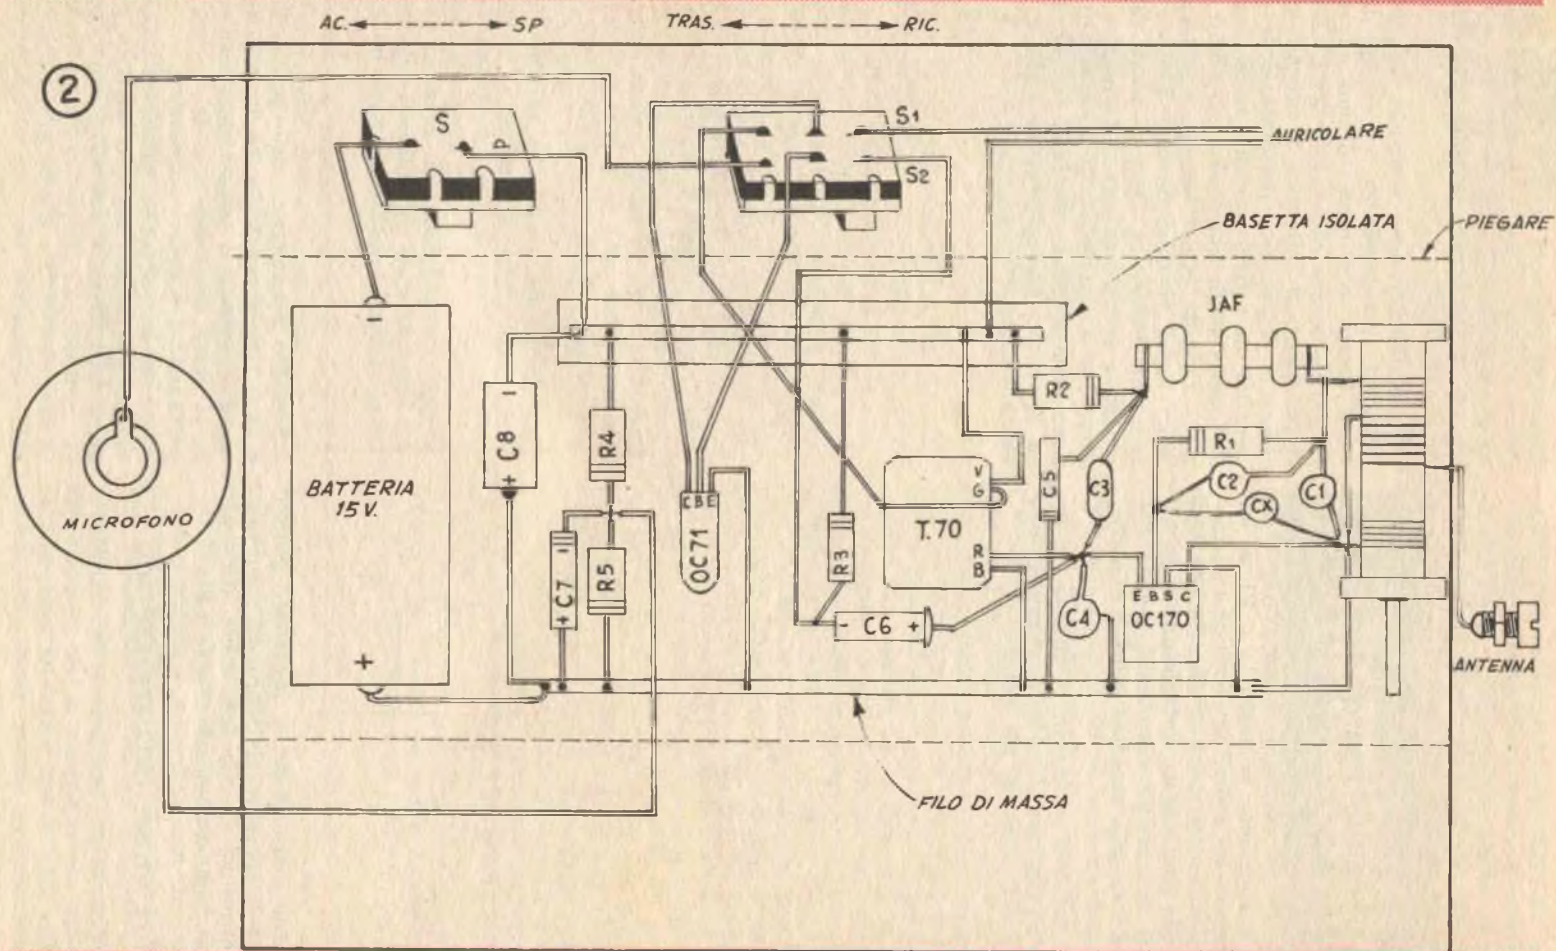 AC. SP
TRAS. RIC.
2
S
P
S1
S2
AURICOLARE
BASETTA ISOLATA
PIEGARE
JAF
BATTERIA
15 V.
-
+
MICROFONO
C8
-
+
R4
R5
C7
-
+
C B E
OC71
R3
T.70
V
G
R
B
- C6 +
R2
C5
C3
C4
R1
C2
CX
C1
E B S C
OC170
ANTENNA
FILO DI MASSA